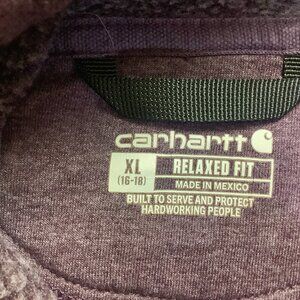 carhartt
XL RELAXED FIT
(16-18) MADE IN MEXICO
BUILT TO SERVE AND PROTECT
HARDWORKING PEOPLE